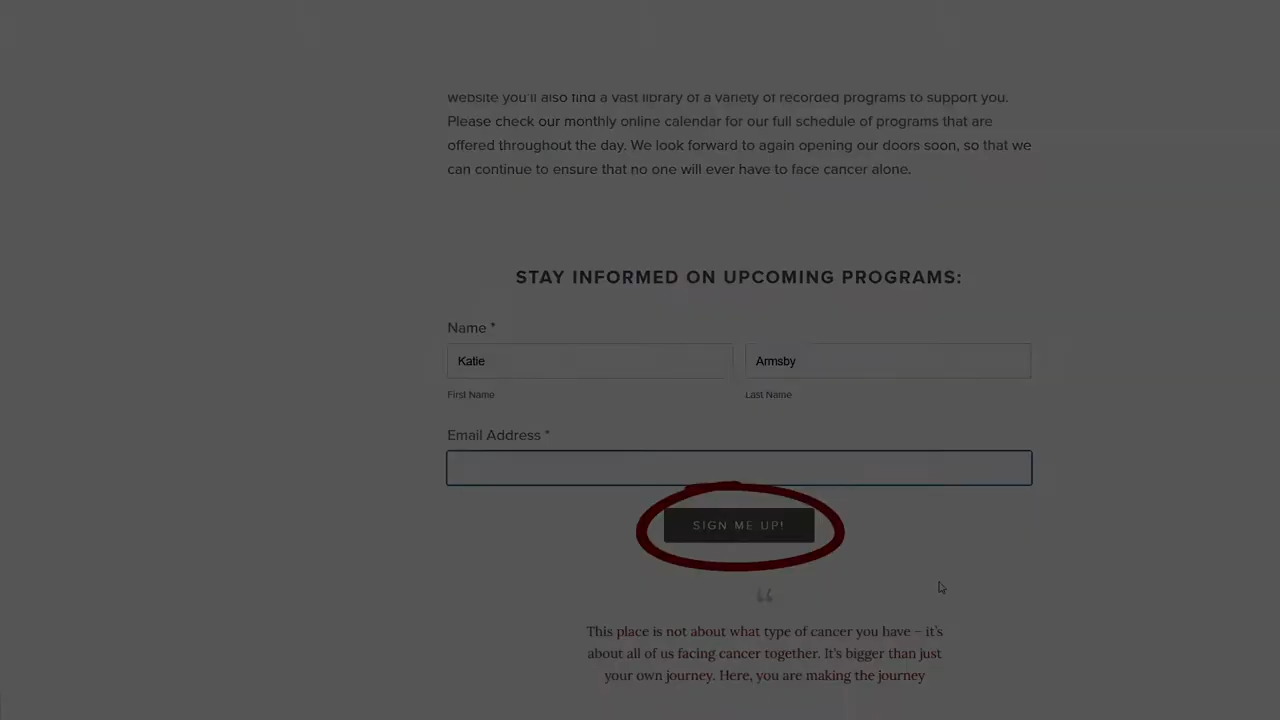 website you'll also find a vast library of a variety of recorded programs to support you.
Please check our monthly online calendar for our full schedule of programs that are
offered throughout the day. We look forward to again opening our doors soon, so that we
can continue to ensure that no one will ever have to face cancer alone.
STAY INFORMED ON UPCOMING PROGRAMS:
Name *
Katie Armsby
First Name Last Name
Email Address *
SIGN ME UP!
“
This place is not about what type of cancer you have – it's
about all of us facing cancer together. It's bigger than just
your own journey. Here, you are making the journey